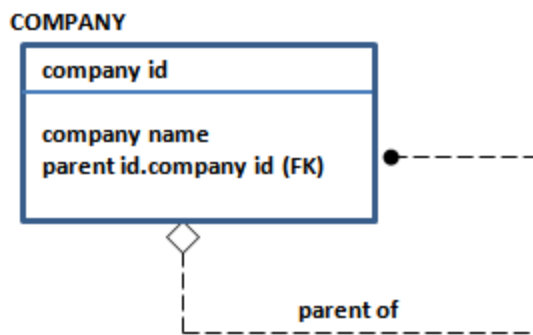 COMPANY
company id
company name
parent id.company id (FK)
parent of